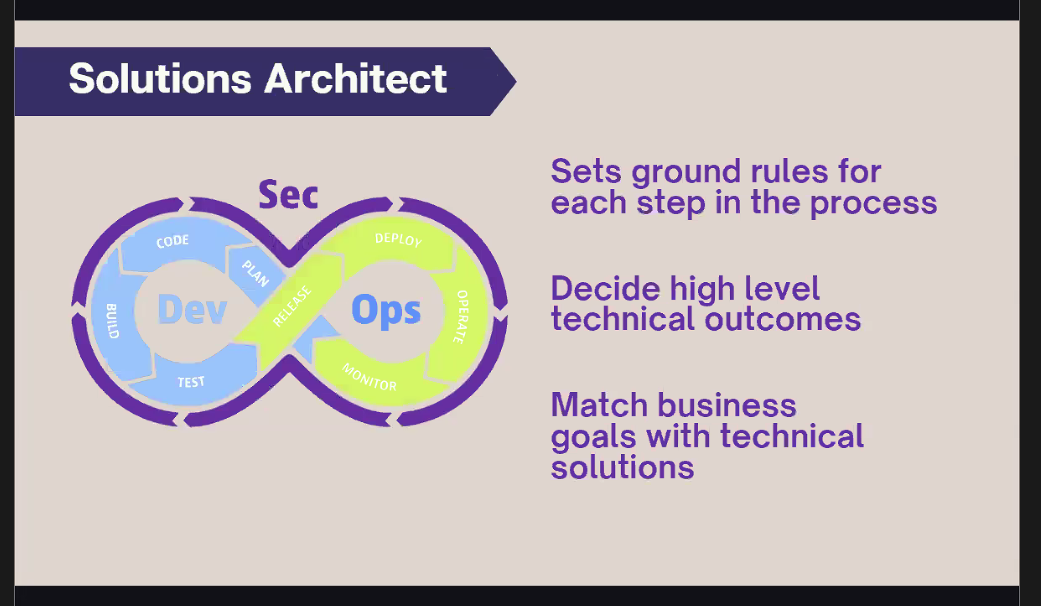 Solutions Architect
Sec
CODE
PLAN
BUILD
Dev
TEST
RELEASE
DEPLOY
Ops
OPERATE
MONITOR
Sets ground rules for
each step in the process
Decide high level
technical outcomes
Match business
goals with technical
solutions